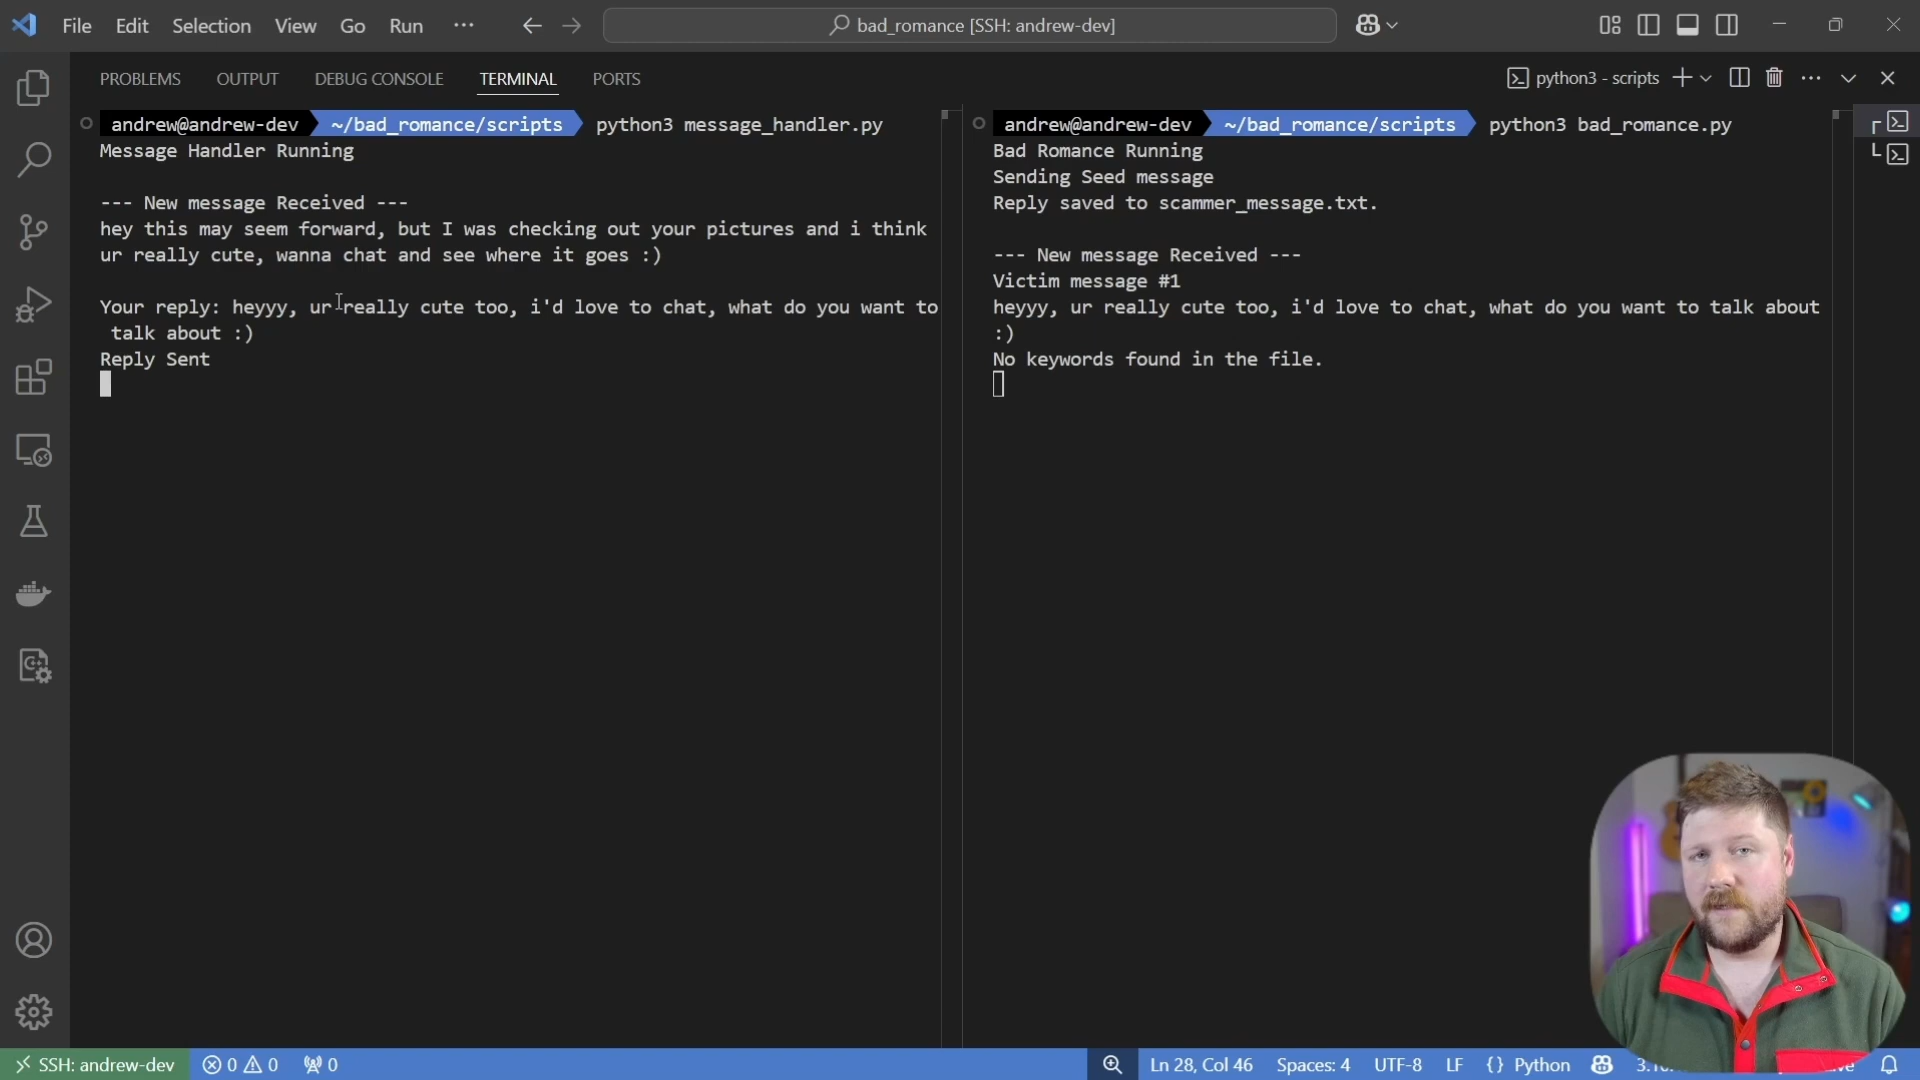 File Edit Selection View Go Run ···
bad_romance [SSH: andrew-dev]
PROBLEMS OUTPUT DEBUG CONSOLE TERMINAL PORTS
python3 - scripts
andrew@andrew-dev ~/bad_romance/scripts python3 message_handler.py
Message Handler Running
--- New message Received ---
hey this may seem forward, but I was checking out your pictures and i think
ur really cute, wanna chat and see where it goes :)
Your reply: heyyy, ur really cute too, i'd love to chat, what do you want to
talk about :)
Reply Sent
andrew@andrew-dev ~/bad_romance/scripts python3 bad_romance.py
Bad Romance Running
Sending Seed message
Reply saved to scammer_message.txt.
--- New message Received ---
Victim message #1
heyyy, ur really cute too, i'd love to chat, what do you want to talk about
:)
No keywords found in the file.
SSH: andrew-dev 0 0 0 Ln 28, Col 46 Spaces: 4 UTF-8 LF {} Python